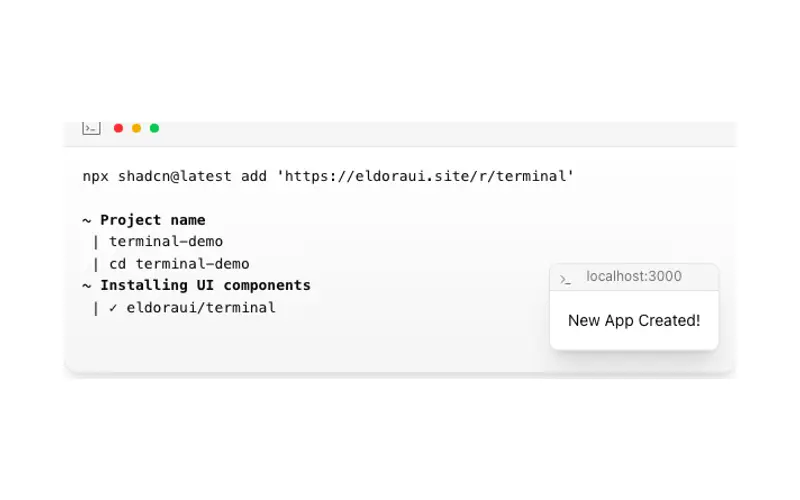 npx shadcn@latest add 'https://eldoraui.site/r/terminal'
~ Project name
| terminal-demo
| cd terminal-demo
~ Installing UI components
| ✓ eldoraui/terminal
>_ localhost:3000
New App Created!